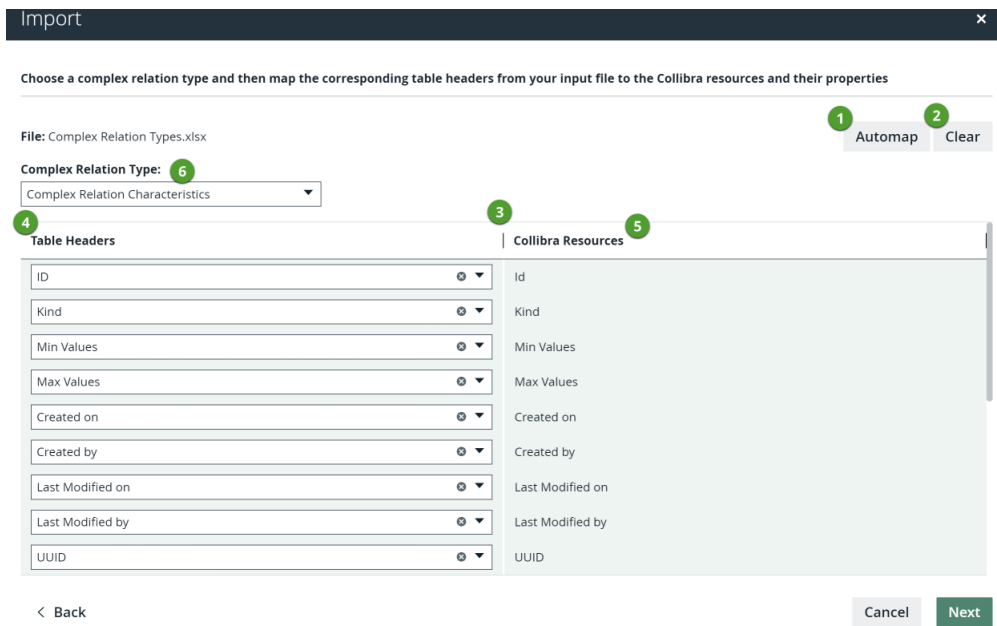 Import
Choose a complex relation type and then map the corresponding table headers from your input file to the Collibra resources and their properties
1 2
File: Complex Relation Types.xlsx Automap Clear
Complex Relation Type: 6
Complex Relation Characteristics
4 3 5
Table Headers Collibra Resources
ID Id
Kind Kind
Min Values Min Values
Max Values Max Values
Created on Created on
Created by Created by
Last Modified on Last Modified on
Last Modified by Last Modified by
UUID UUID
Back Cancel Next